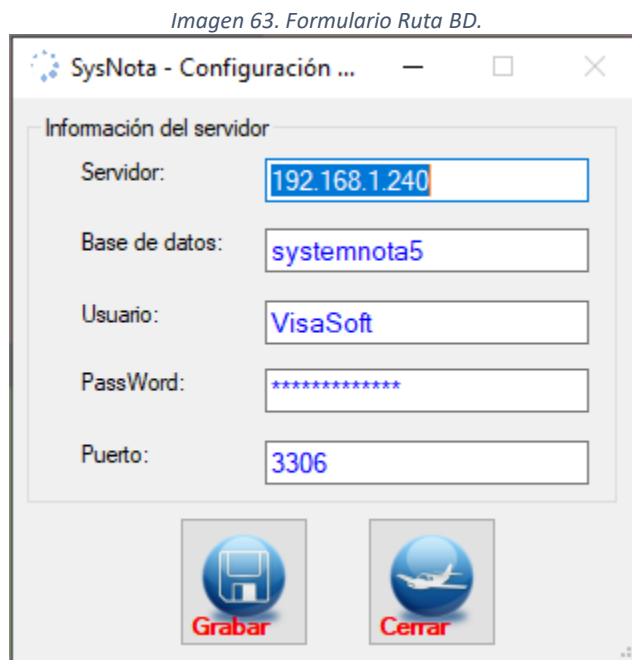 Imagen 63. Formulario Ruta BD.
SysNota - Configuración ...
Información del servidor
Servidor: 192.168.1.240
Base de datos: systemnota5
Usuario: VisaSoft
PassWord: *************
Puerto: 3306
Grabar Cerrar